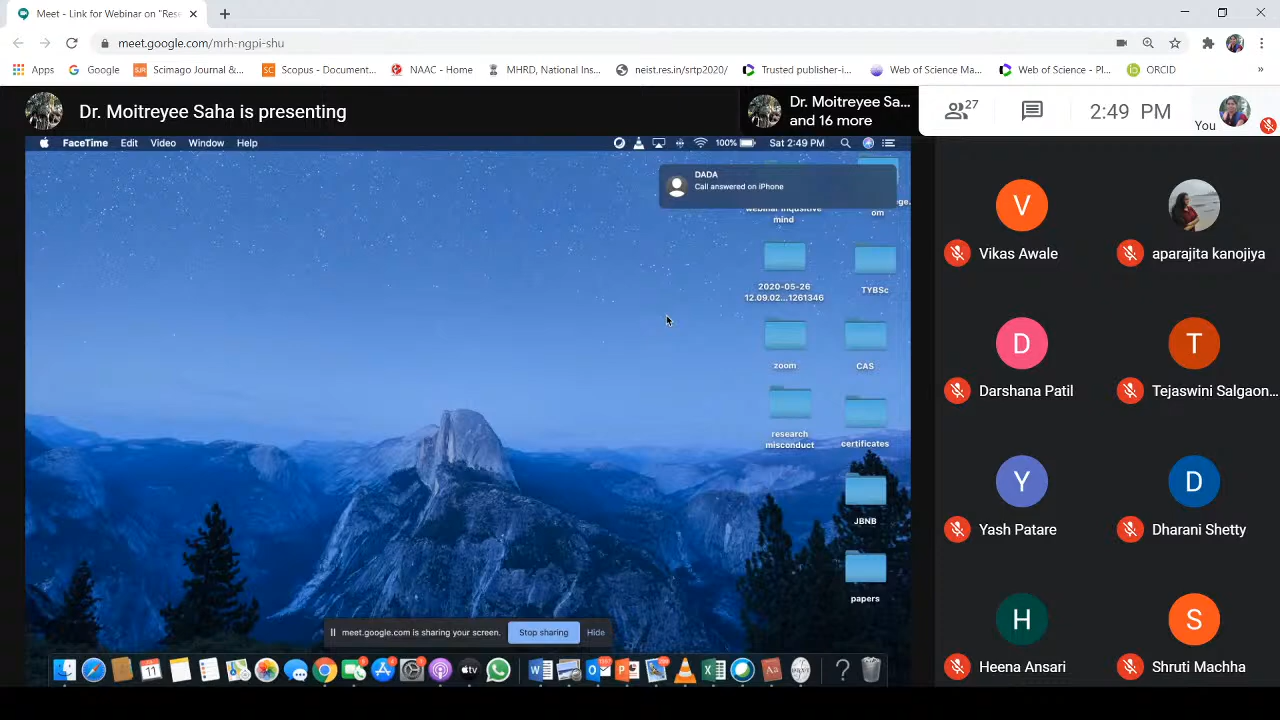 Meet - Link for Webinar on "Rese
meet.google.com/mrh-ngpi-shu
Apps
Google
Scimago Journal &...
Scopus - Document...
NAAC - Home
MHRD, National Ins...
neist.res.in/srtp2020/
Trusted publisher-i...
Web of Science Ma...
Web of Science - Pl...
ORCID
»
Dr. Moitreyee Saha is presenting
Dr. Moitreyee Sa...
and 16 more
27
2:49 PM
You
FaceTime Edit Video Window Help
100% Sat 2:49 PM
DADA
Call answered on iPhone
webinar inquisitive
mind
ege.
om
2020-05-26
12.09.02...1261346
TYBSc
zoom
CAS
research
misconduct
certificates
JBNB
papers
meet.google.com is sharing your screen.
Stop sharing
Hide
11
tv
V
Vikas Awale
aparajita kanojiya
D
Darshana Patil
T
Tejaswini Salgaon...
Y
Yash Patare
D
Dharani Shetty
H
Heena Ansari
S
Shruti Machha